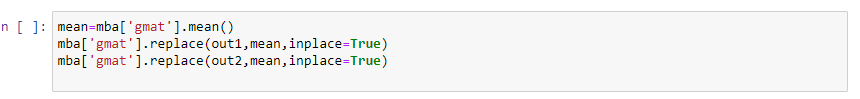 n [ ]: mean=mba['gmat'].mean()
mba['gmat'].replace(out1,mean,inplace=True)
mba['gmat'].replace(out2,mean,inplace=True)